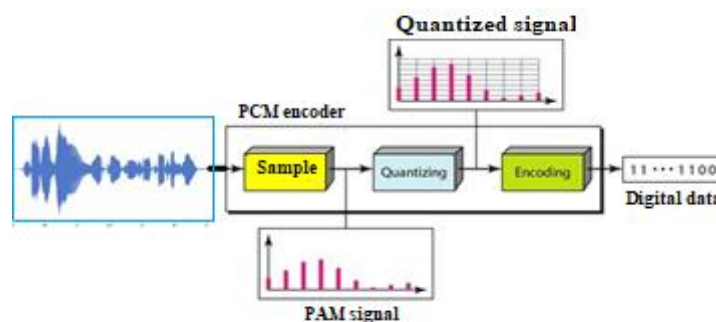 Quantized signal
PCM encoder
Sample
Quantizing
Encoding
11 ··· 1100
Digital data
PAM signal